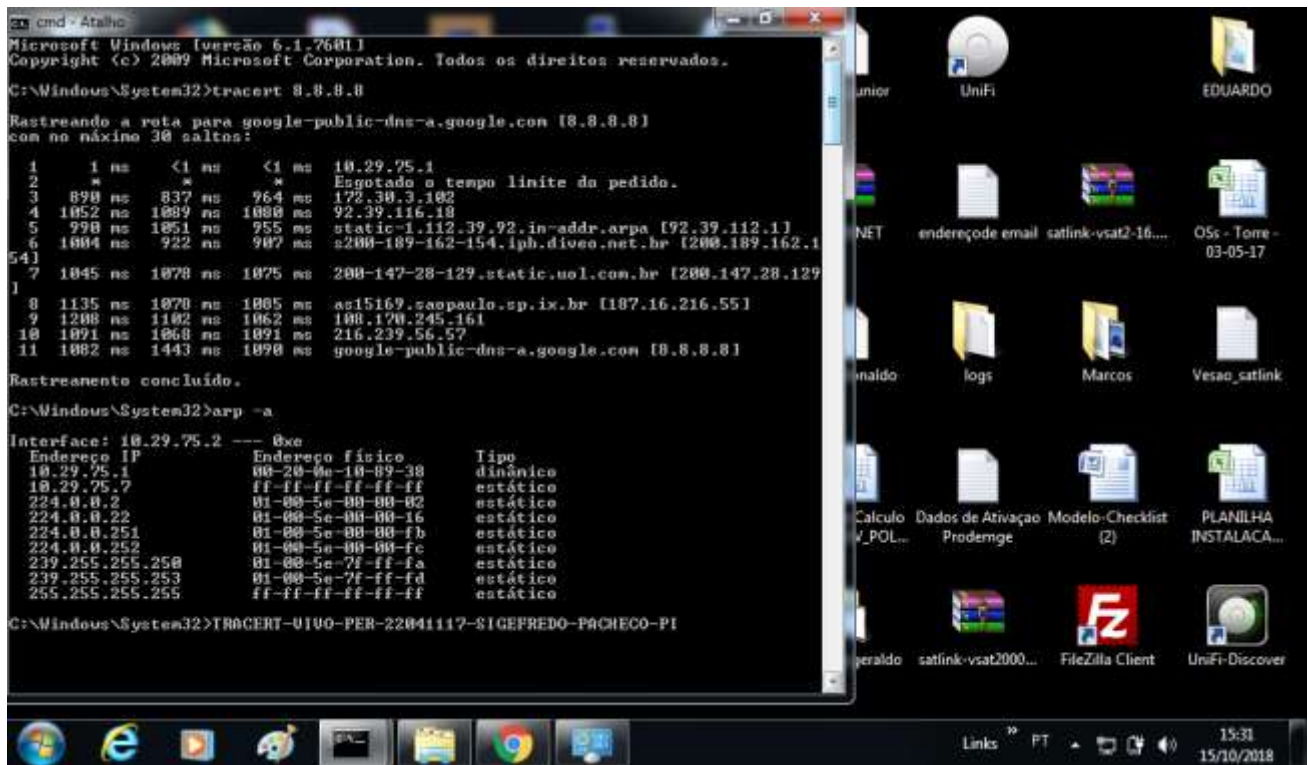 cmd - Atalho
Microsoft Windows [versão 6.1.7601]
Copyright (c) 2009 Microsoft Corporation. Todos os direitos reservados.
C:\Windows\System32>tracert 8.8.8.8
Rastreando a rota para google-public-dns-a.google.com [8.8.8.8]
com no máximo 30 saltos:
1 1 ms <1 ms <1 ms 10.29.75.1
2 * * * Esgotado o tempo limite do pedido.
3 890 ms 837 ms 964 ms 172.30.3.102
4 1052 ms 1089 ms 1080 ms 92.39.116.18
5 990 ms 1051 ms 955 ms static-1.112.39.92.in-addr.arpa [92.39.112.1]
6 1004 ms 922 ms 907 ms s200-189-162-154.iph.diveo.net.br [200.189.162.1
54]
7 1045 ms 1078 ms 1075 ms 200-147-28-129.static.uol.com.br [200.147.28.129
]
8 1135 ms 1070 ms 1085 ms as15169.saopaulo.sp.ix.br [187.16.216.55]
9 1208 ms 1102 ms 1062 ms 108.170.245.161
10 1091 ms 1068 ms 1091 ms 216.239.56.57
11 1082 ms 1443 ms 1090 ms google-public-dns-a.google.com [8.8.8.8]
Rastreamento concluído.
C:\Windows\System32>arp -a
Interface: 10.29.75.2 --- 0xe
Endereço IP Endereço físico Tipo
10.29.75.1 00-20-0e-10-89-38 dinâmico
10.29.75.7 ff-ff-ff-ff-ff-ff estático
224.0.0.2 01-00-5e-00-00-02 estático
224.0.0.22 01-00-5e-00-00-16 estático
224.0.0.251 01-00-5e-00-00-fb estático
224.0.0.252 01-00-5e-00-00-fc estático
239.255.255.250 01-00-5e-7f-ff-fa estático
239.255.255.253 01-00-5e-7f-ff-fd estático
255.255.255.255 ff-ff-ff-ff-ff-ff estático
C:\Windows\System32>TRACERT-VIVO-PER-22041117-SIGEFREDO-PACHECO-PI
unior
UniFi
EDUARDO
NET
endereçode email
satlink-vsat2-16....
OSs - Torre -
03-05-17
naldo
logs
Marcos
Vesao_satlink
Calculo
V_POL...
Dados de Ativaçao
Prodemge
Modelo-Checklist
(2)
PLANILHA
INSTALACA...
geraldo
satlink-vsat2000...
FileZilla Client
UniFi-Discover
Links
PT
15:31
15/10/2018